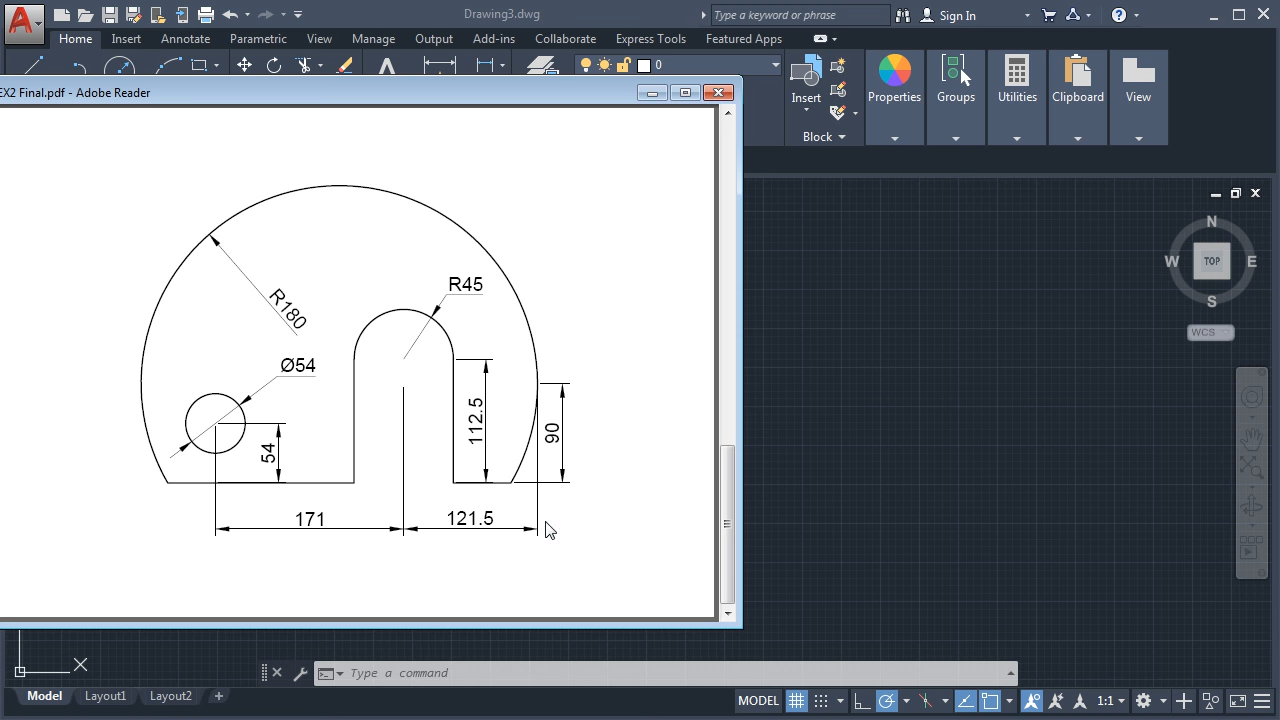 Drawing3.dwg
Type a keyword or phrase
Sign In
Home Insert Annotate Parametric View Manage Output Add-ins Collaborate Express Tools Featured Apps
0
Insert
Properties
Groups
Utilities
Clipboard
View
Block
EX2 Final.pdf - Adobe Reader
R180
R45
Ø54
54
112.5
90
171
121.5
N
W
TOP
E
S
WCS
X
Type a command
Model Layout1 Layout2 +
MODEL
1:1